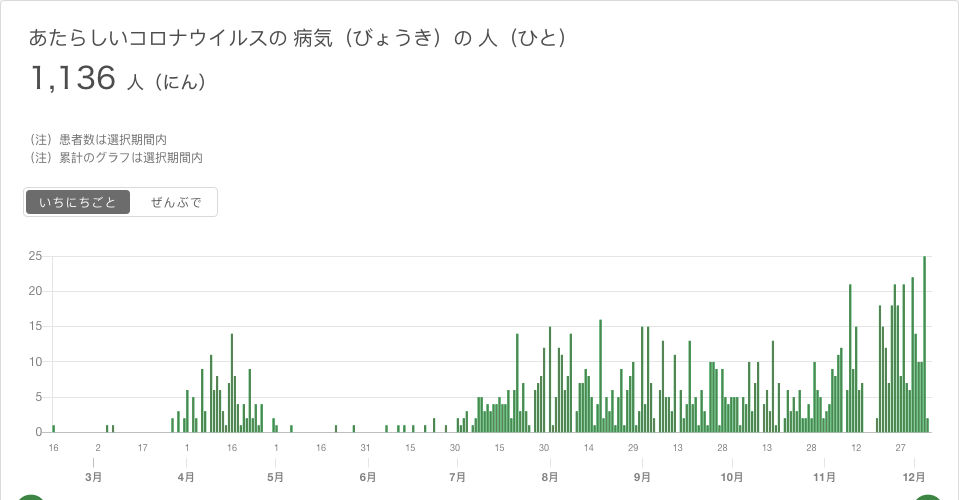 あたらしいコロナウイルスの 病気（びょうき）の 人（ひと）
1,136 人（にん）
（注）患者数は選択期間内
（注）累計のグラフは選択期間内
いちにちごと ぜんぶで
25
20
15
10
5
0
16 2 17 1 16 1 16 31 15 30 15 30 14 29 13 28 13 28 12 27
3月 4月 5月 6月 7月 8月 9月 10月 11月 12月